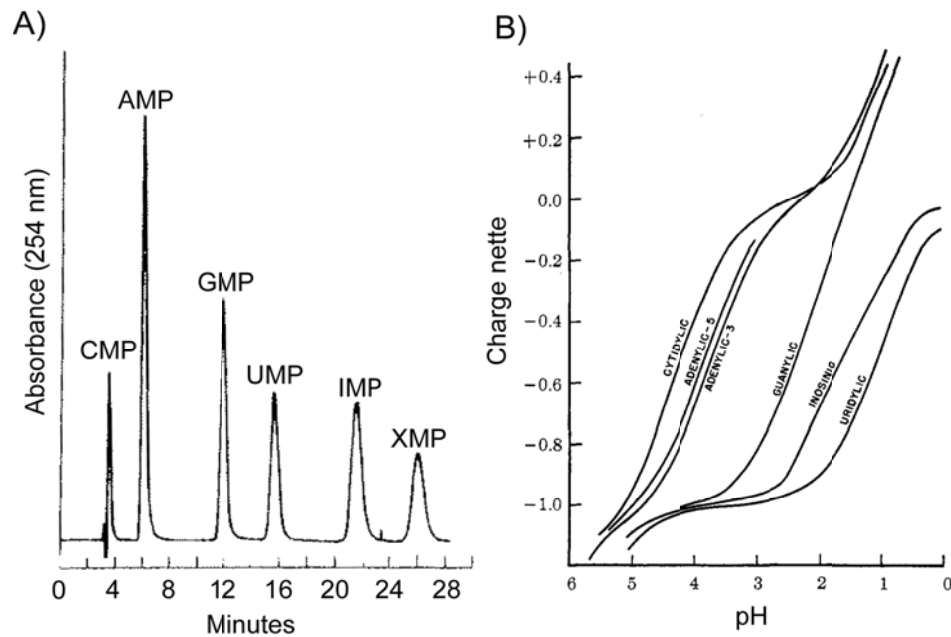 A)
AMP
GMP
CMP
UMP
IMP
XMP
Absorbance (254 nm)
0 4 8 12 16 20 24 28
Minutes
B)
+0.4
+0.2
0.0
-0.2
-0.4
-0.6
-0.8
-1.0
Charge nette
CYTIDYLIC
ADENYLIC-5
ADENYLIC-3
GUANYLIC
INOSINIC
URIDYLIC
6 5 4 3 2 1 0
pH